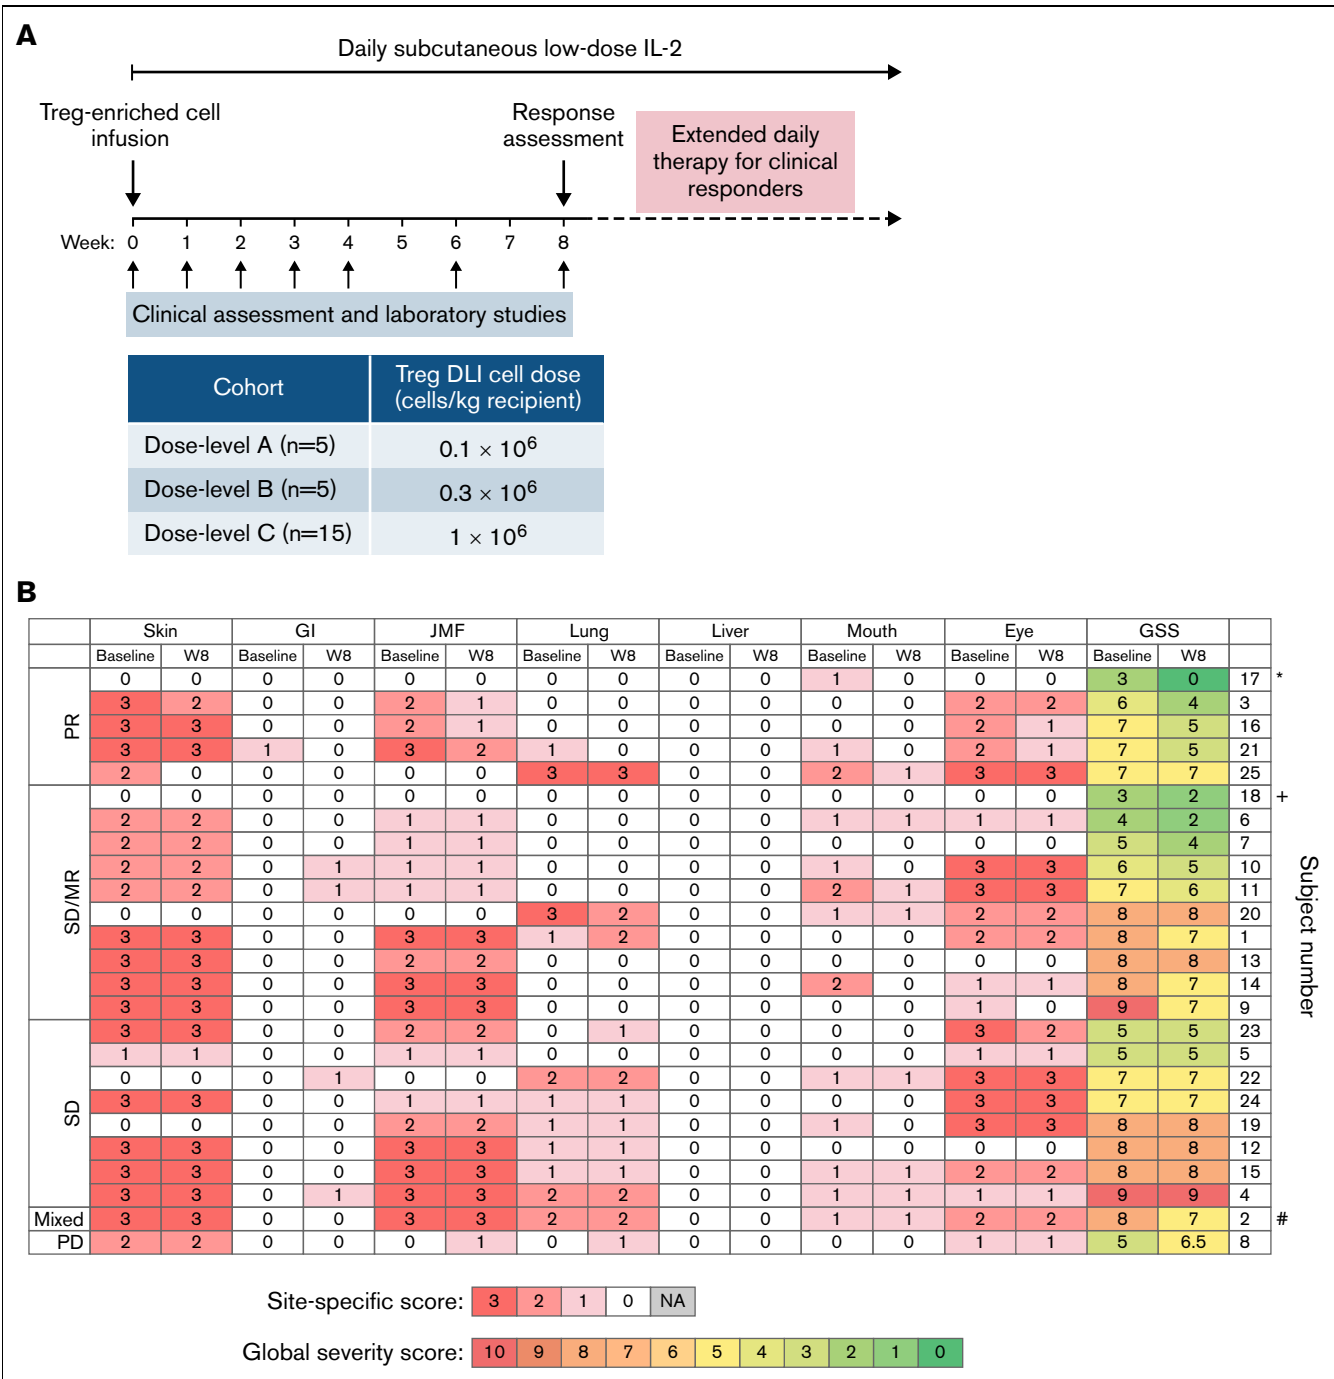 A
Daily subcutaneous low-dose IL-2
Treg-enriched cell
infusion
Response
assessment
Extended daily
therapy for clinical
responders
Week: 0 1 2 3 4 5 6 7 8
Clinical assessment and laboratory studies
Cohort Treg DLI cell dose
(cells/kg recipient)
Dose-level A (n=5) 0.1 × 10⁶
Dose-level B (n=5) 0.3 × 10⁶
Dose-level C (n=15) 1 × 10⁶
B
Skin GI JMF Lung Liver Mouth Eye GSS
Baseline W8 Baseline W8 Baseline W8 Baseline W8 Baseline W8 Baseline W8 Baseline W8 Baseline W8
PR
0 0 0 0 0 0 0 0 0 0 1 0 0 0 3 0 17 *
3 2 0 0 2 1 0 0 0 0 0 0 2 2 6 4 3
3 3 0 0 2 1 0 0 0 0 0 0 2 1 7 5 16
3 3 1 0 3 2 1 0 0 0 1 0 2 1 7 5 21
2 0 0 0 0 0 3 3 0 0 2 1 3 3 7 7 25
SD/MR
0 0 0 0 0 0 0 0 0 0 0 0 0 0 3 2 18 +
2 2 0 0 1 1 0 0 0 0 1 1 1 1 4 2 6
2 2 0 0 1 1 0 0 0 0 0 0 0 0 5 4 7
2 2 0 1 1 1 0 0 0 0 1 0 3 3 6 5 10
2 2 0 1 1 1 0 0 0 0 2 1 3 3 7 6 11
0 0 0 0 0 0 3 2 0 0 1 1 2 2 8 8 20
3 3 0 0 3 3 1 2 0 0 0 0 2 2 8 7 1
3 3 0 0 2 2 0 0 0 0 0 0 0 0 8 8 13
3 3 0 0 3 3 0 0 0 0 2 0 1 1 8 7 14
3 3 0 0 3 3 0 0 0 0 0 0 1 0 9 7 9
SD
3 3 0 0 2 2 0 1 0 0 0 0 3 2 5 5 23
1 1 0 0 1 1 0 0 0 0 0 0 1 1 5 5 5
0 0 0 1 0 0 2 2 0 0 1 1 3 3 7 7 22
3 3 0 0 1 1 1 1 0 0 0 0 3 3 7 7 24
0 0 0 0 2 2 1 1 0 0 1 0 3 3 8 8 19
3 3 0 0 3 3 1 1 0 0 0 0 0 0 8 8 12
3 3 0 0 3 3 1 1 0 0 1 1 2 2 8 8 15
3 3 0 1 3 3 2 2 0 0 1 1 1 1 9 9 4
Mixed 3 3 0 0 3 3 2 2 0 0 1 1 2 2 8 7 2 #
PD 2 2 0 0 0 1 0 1 0 0 0 0 1 1 5 6.5 8
Subject number
Site-specific score: 3 2 1 0 NA
Global severity score: 10 9 8 7 6 5 4 3 2 1 0